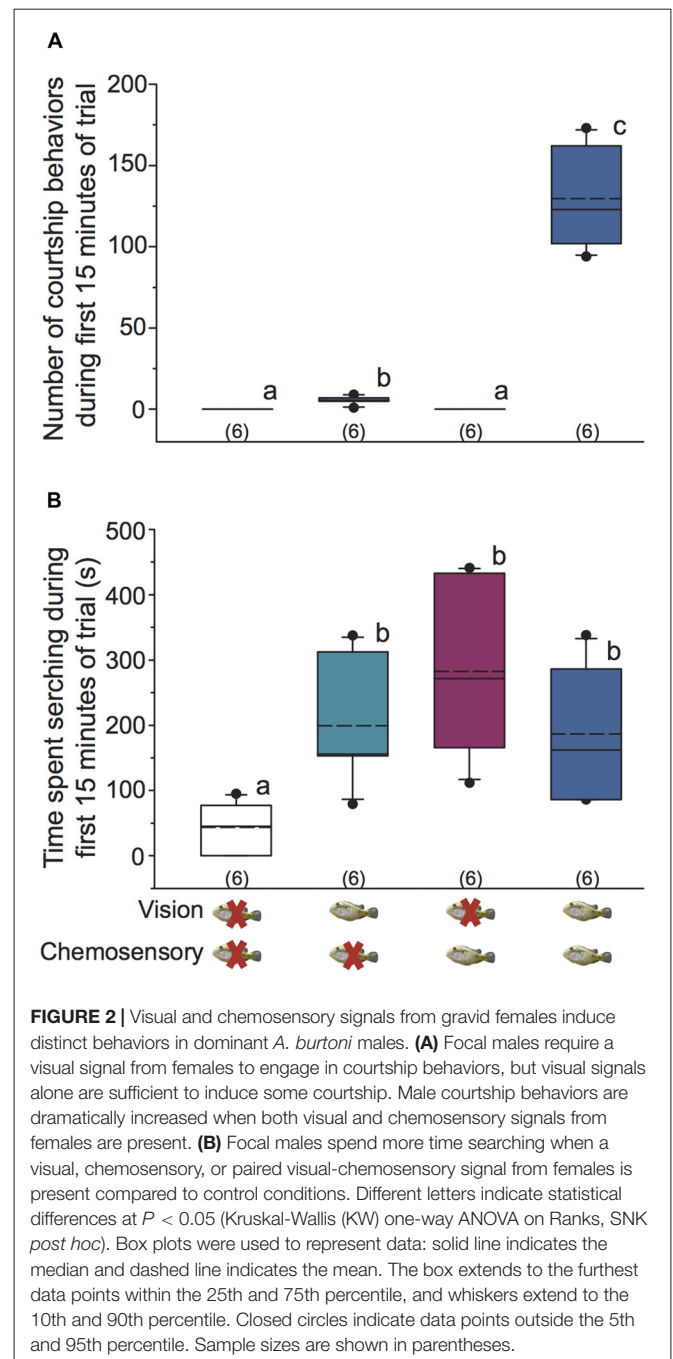 A
Number of courtship behaviors
during first 15 minutes of trial
200
150
100
50
0
a
b
a
c
(6)
(6)
(6)
(6)
B
Time spent serching during
first 15 minutes of trial (s)
500
400
300
200
100
0
a
b
b
b
(6)
(6)
(6)
(6)
Vision
Chemosensory
FIGURE 2 | Visual and chemosensory signals from gravid females induce
distinct behaviors in dominant A. burtoni males. (A) Focal males require a
visual signal from females to engage in courtship behaviors, but visual signals
alone are sufficient to induce some courtship. Male courtship behaviors are
dramatically increased when both visual and chemosensory signals from
females are present. (B) Focal males spend more time searching when a
visual, chemosensory, or paired visual-chemosensory signal from females is
present compared to control conditions. Different letters indicate statistical
differences at P < 0.05 (Kruskal-Wallis (KW) one-way ANOVA on Ranks, SNK
post hoc). Box plots were used to represent data: solid line indicates the
median and dashed line indicates the mean. The box extends to the furthest
data points within the 25th and 75th percentile, and whiskers extend to the
10th and 90th percentile. Closed circles indicate data points outside the 5th
and 95th percentile. Sample sizes are shown in parentheses.